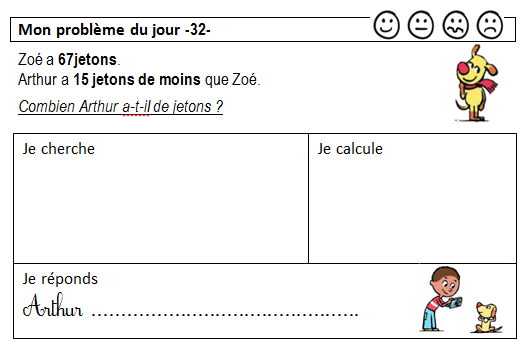 Mon problème du jour -32-
Zoé a 67jetons.
Arthur a 15 jetons de moins que Zoé.
Combien Arthur a-t-il de jetons ?
Je cherche
Je calcule
Je réponds
Arthur ………………………………………….